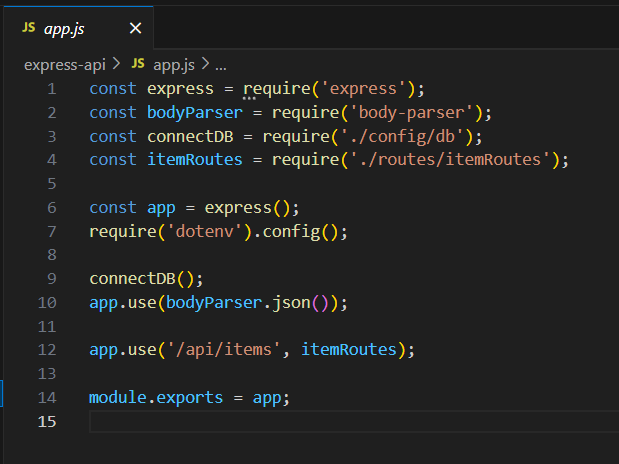 JS app.js ×
express-api > JS app.js > ...
1 const express = require('express');
2 const bodyParser = require('body-parser');
3 const connectDB = require('./config/db');
4 const itemRoutes = require('./routes/itemRoutes');
5
6 const app = express();
7 require('dotenv').config();
8
9 connectDB();
10 app.use(bodyParser.json());
11
12 app.use('/api/items', itemRoutes);
13
14 module.exports = app;
15